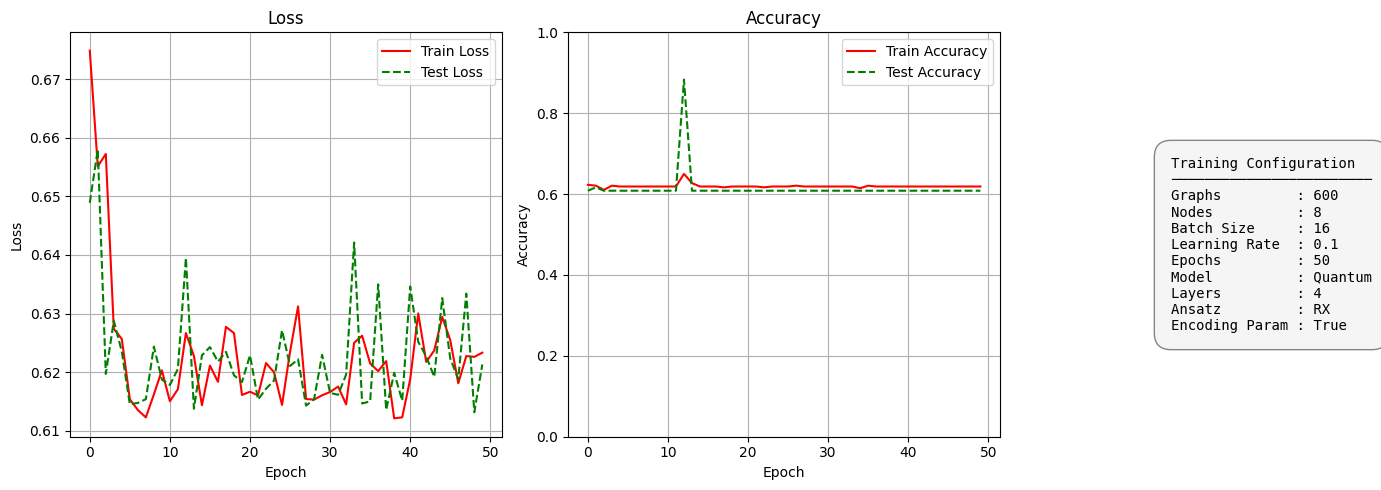 Loss
Train Loss
Test Loss
0.67
0.66
0.65
0.64
0.63
0.62
0.61
Loss
0
10
20
30
40
50
Epoch
Accuracy
Train Accuracy
Test Accuracy
1.0
0.8
0.6
0.4
0.2
0.0
Accuracy
0
10
20
30
40
50
Epoch
Training Configuration
Graphs : 600
Nodes : 8
Batch Size : 16
Learning Rate : 0.1
Epochs : 50
Model : Quantum
Layers : 4
Ansatz : RX
Encoding Param : True